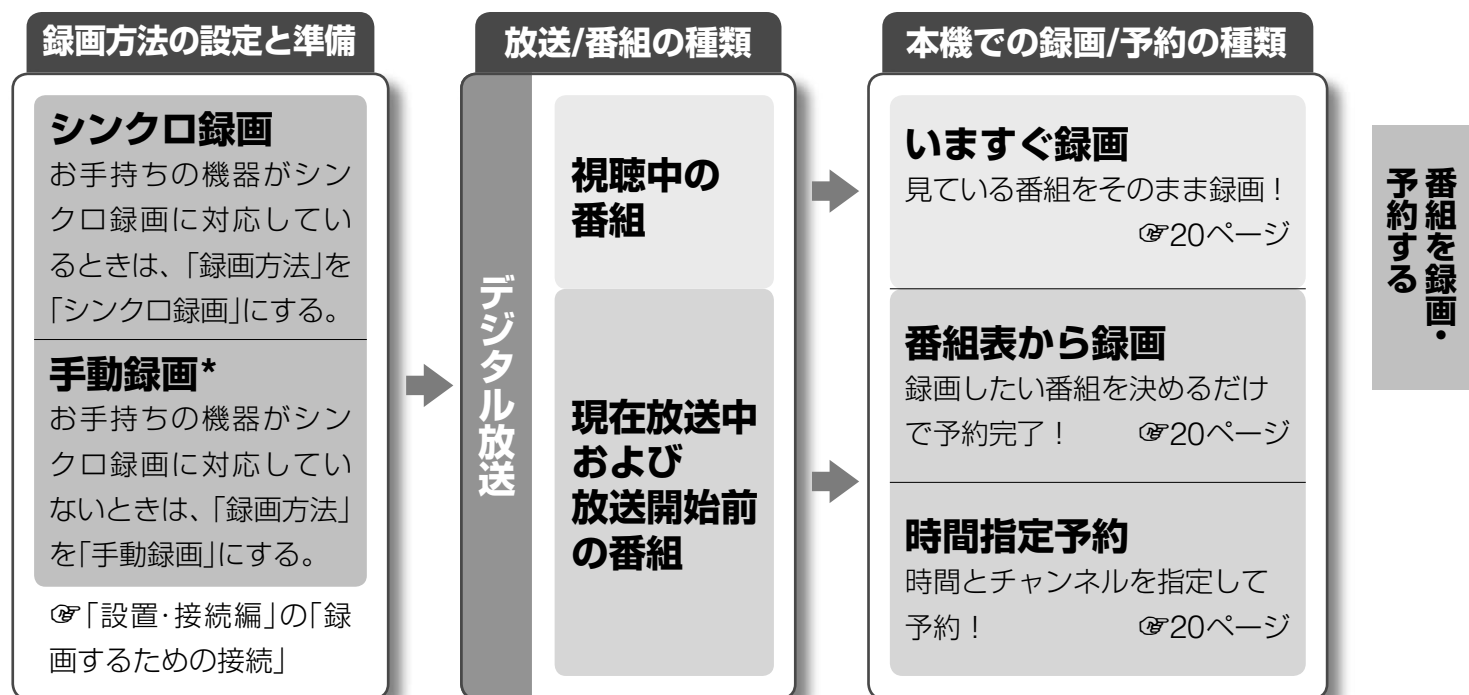 録画方法の設定と準備
シンクロ録画
お手持ちの機器がシン
クロ録画に対応してい
るときは、「録画方法」を
「シンクロ録画」にする。
手動録画*
お手持ちの機器がシン
クロ録画に対応してい
ないときは、「録画方法」
を「手動録画」にする。
☞「設置・接続編」の「録
画するための接続」
放送/番組の種類
デジタル放送
視聴中の
番組
現在放送中
および
放送開始前
の番組
本機での録画/予約の種類
いますぐ録画
見ている番組をそのまま録画！
☞20ページ
番組表から録画
録画したい番組を決めるだけ
で予約完了！ ☞20ページ
時間指定予約
時間とチャンネルを指定して
予約！ ☞20ページ
番組を録画・
予約する